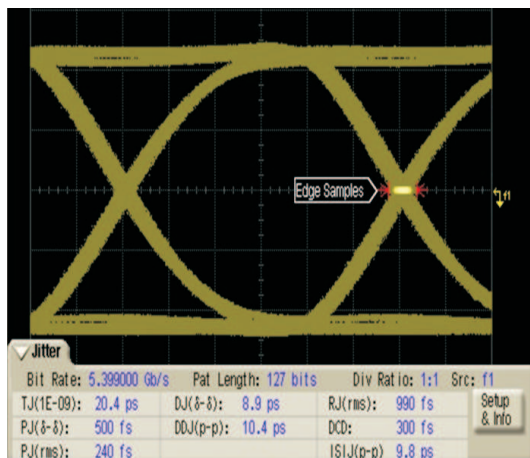 Edge Samples
f1
Jitter
Bit Rate: 5.399000 Gb/s Pat Length: 127 bits Div Ratio: 1:1 Src: f1
TJ(1E-09): 20.4 ps DJ(δ-δ): 8.9 ps RJ(rms): 990 fs
PJ(δ-δ): 500 fs DDJ(p-p): 10.4 ps DCD: 300 fs
PJ(rms): 240 fs ISIJ(p-p) 9.8 ps
Setup
& Info